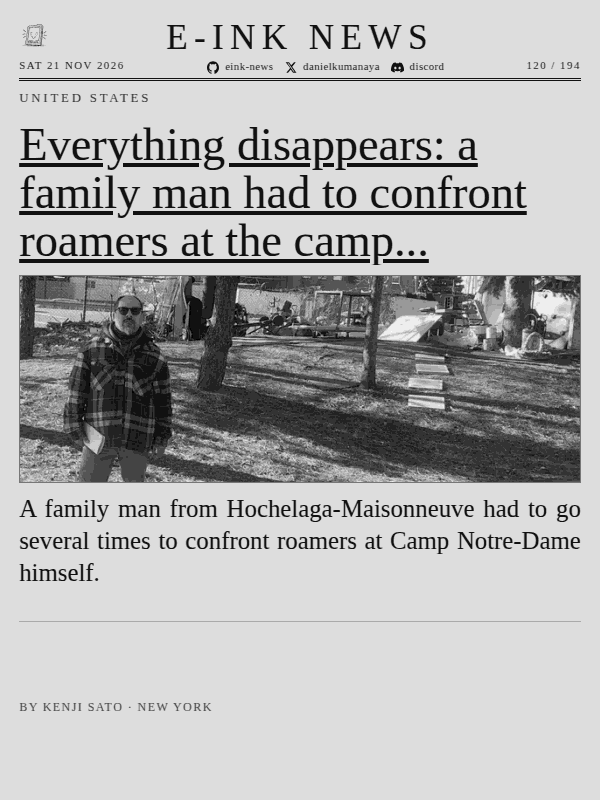 E-INK NEWS
SAT 21 NOV 2026
eink-news
danielkumanaya
discord
120 / 194
UNITED STATES
Everything disappears: a
family man had to confront
roamers at the camp...
A family man from Hochelaga-Maisonneuve had to go
several times to confront roamers at Camp Notre-Dame
himself.
BY KENJI SATO · NEW YORK